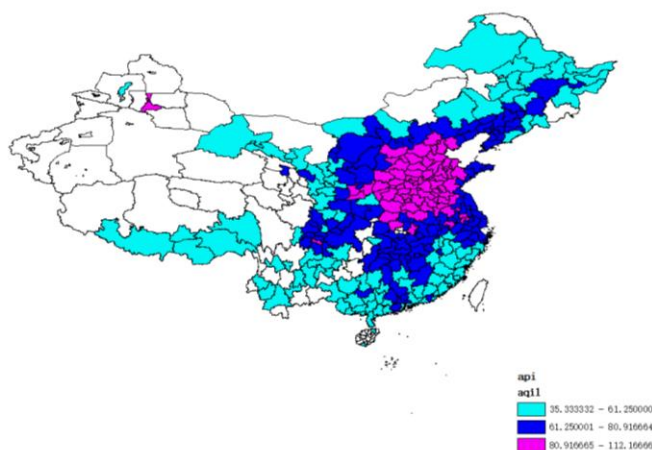 api
aqi1
35.333332 - 61.250000
61.250001 - 80.916664
80.916665 - 112.16666